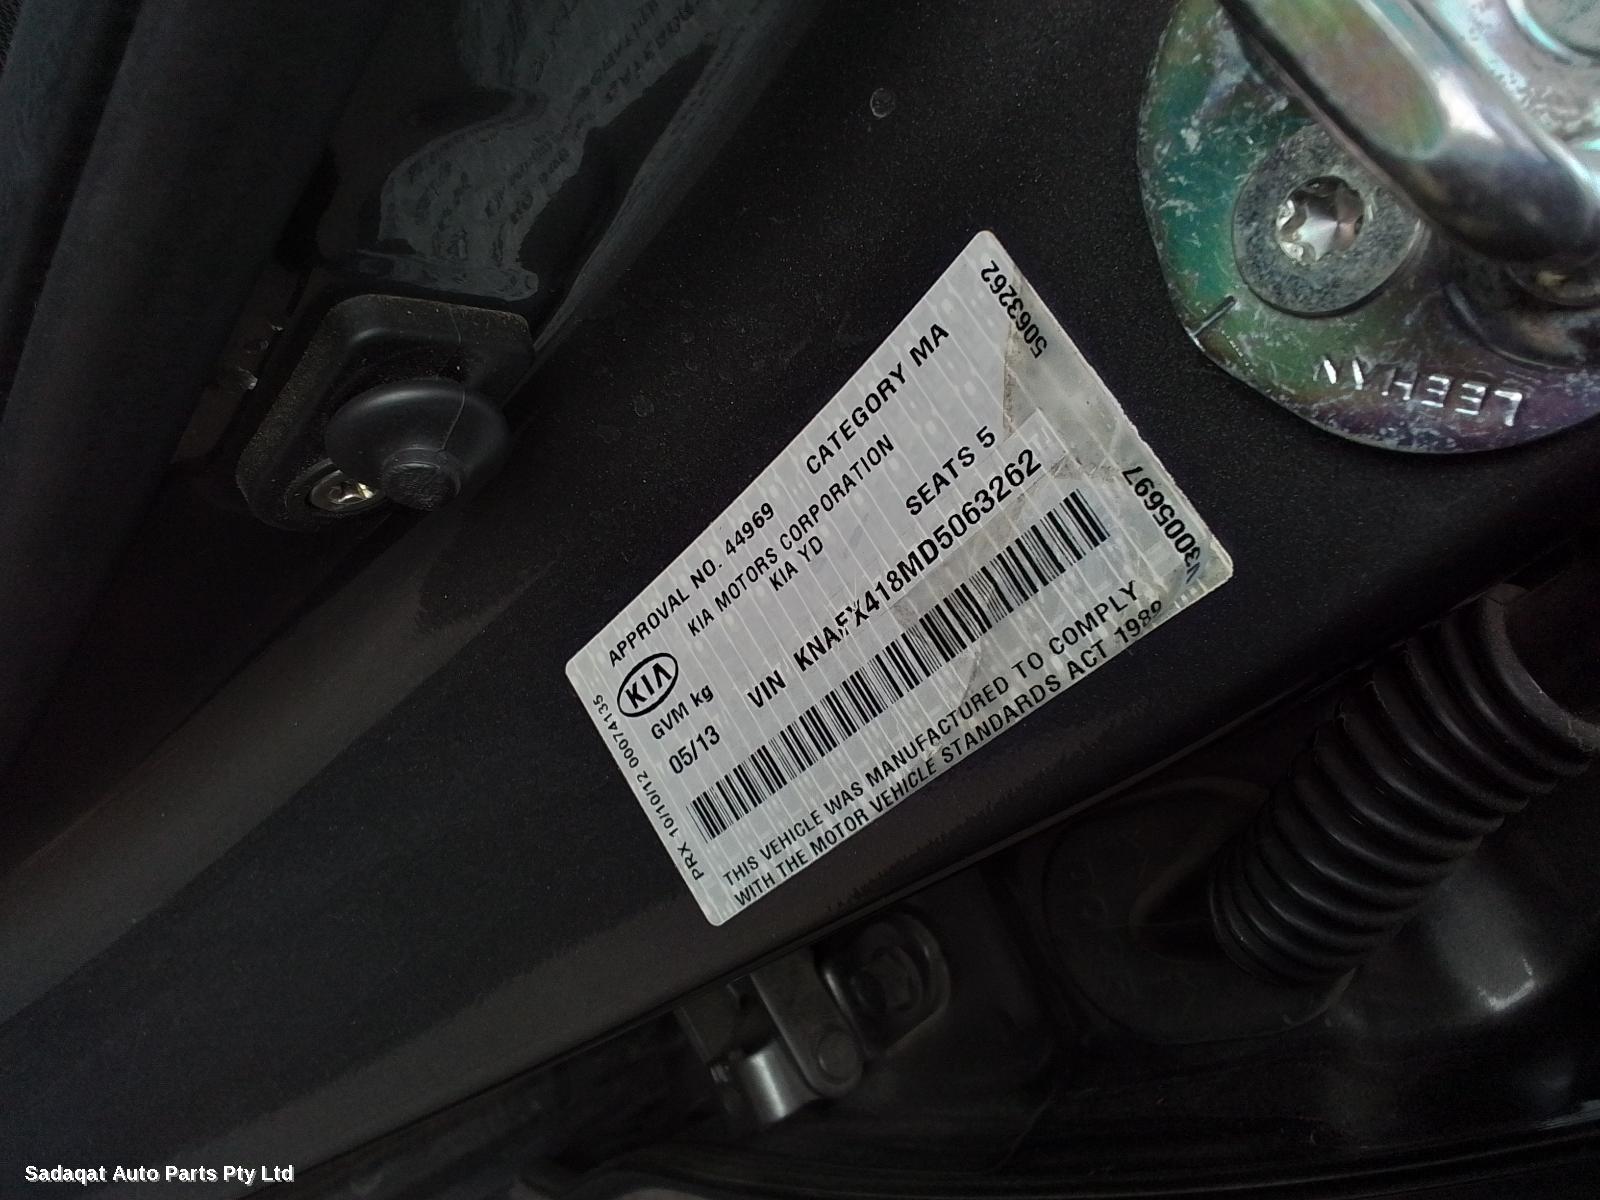 APPROVAL NO. 44969 CATEGORY MA
KIA MOTORS CORPORATION
KIA YD
KIA
GVM kg SEATS 5
05/13 VIN KNAFX418MD5063262
THIS VEHICLE WAS MANUFACTURED TO COMPLY
WITH THE MOTOR VEHICLE STANDARDS ACT 1989
PRX 10/10/12 00074135
5063262
V3005697
Sadaqat Auto Parts Pty Ltd